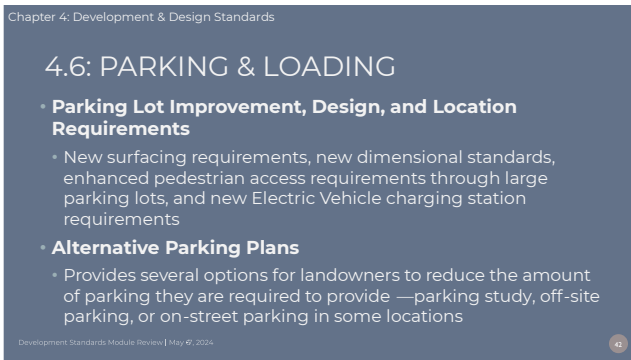 Chapter 4: Development & Design Standards
4.6: PARKING & LOADING
• Parking Lot Improvement, Design, and Location
Requirements
• New surfacing requirements, new dimensional standards,
enhanced pedestrian access requirements through large
parking lots, and new Electric Vehicle charging station
requirements
• Alternative Parking Plans
• Provides several options for landowners to reduce the amount
of parking they are required to provide —parking study, off-site
parking, or on-street parking in some locations
Development Standards Module Review | May 6, 2024
42